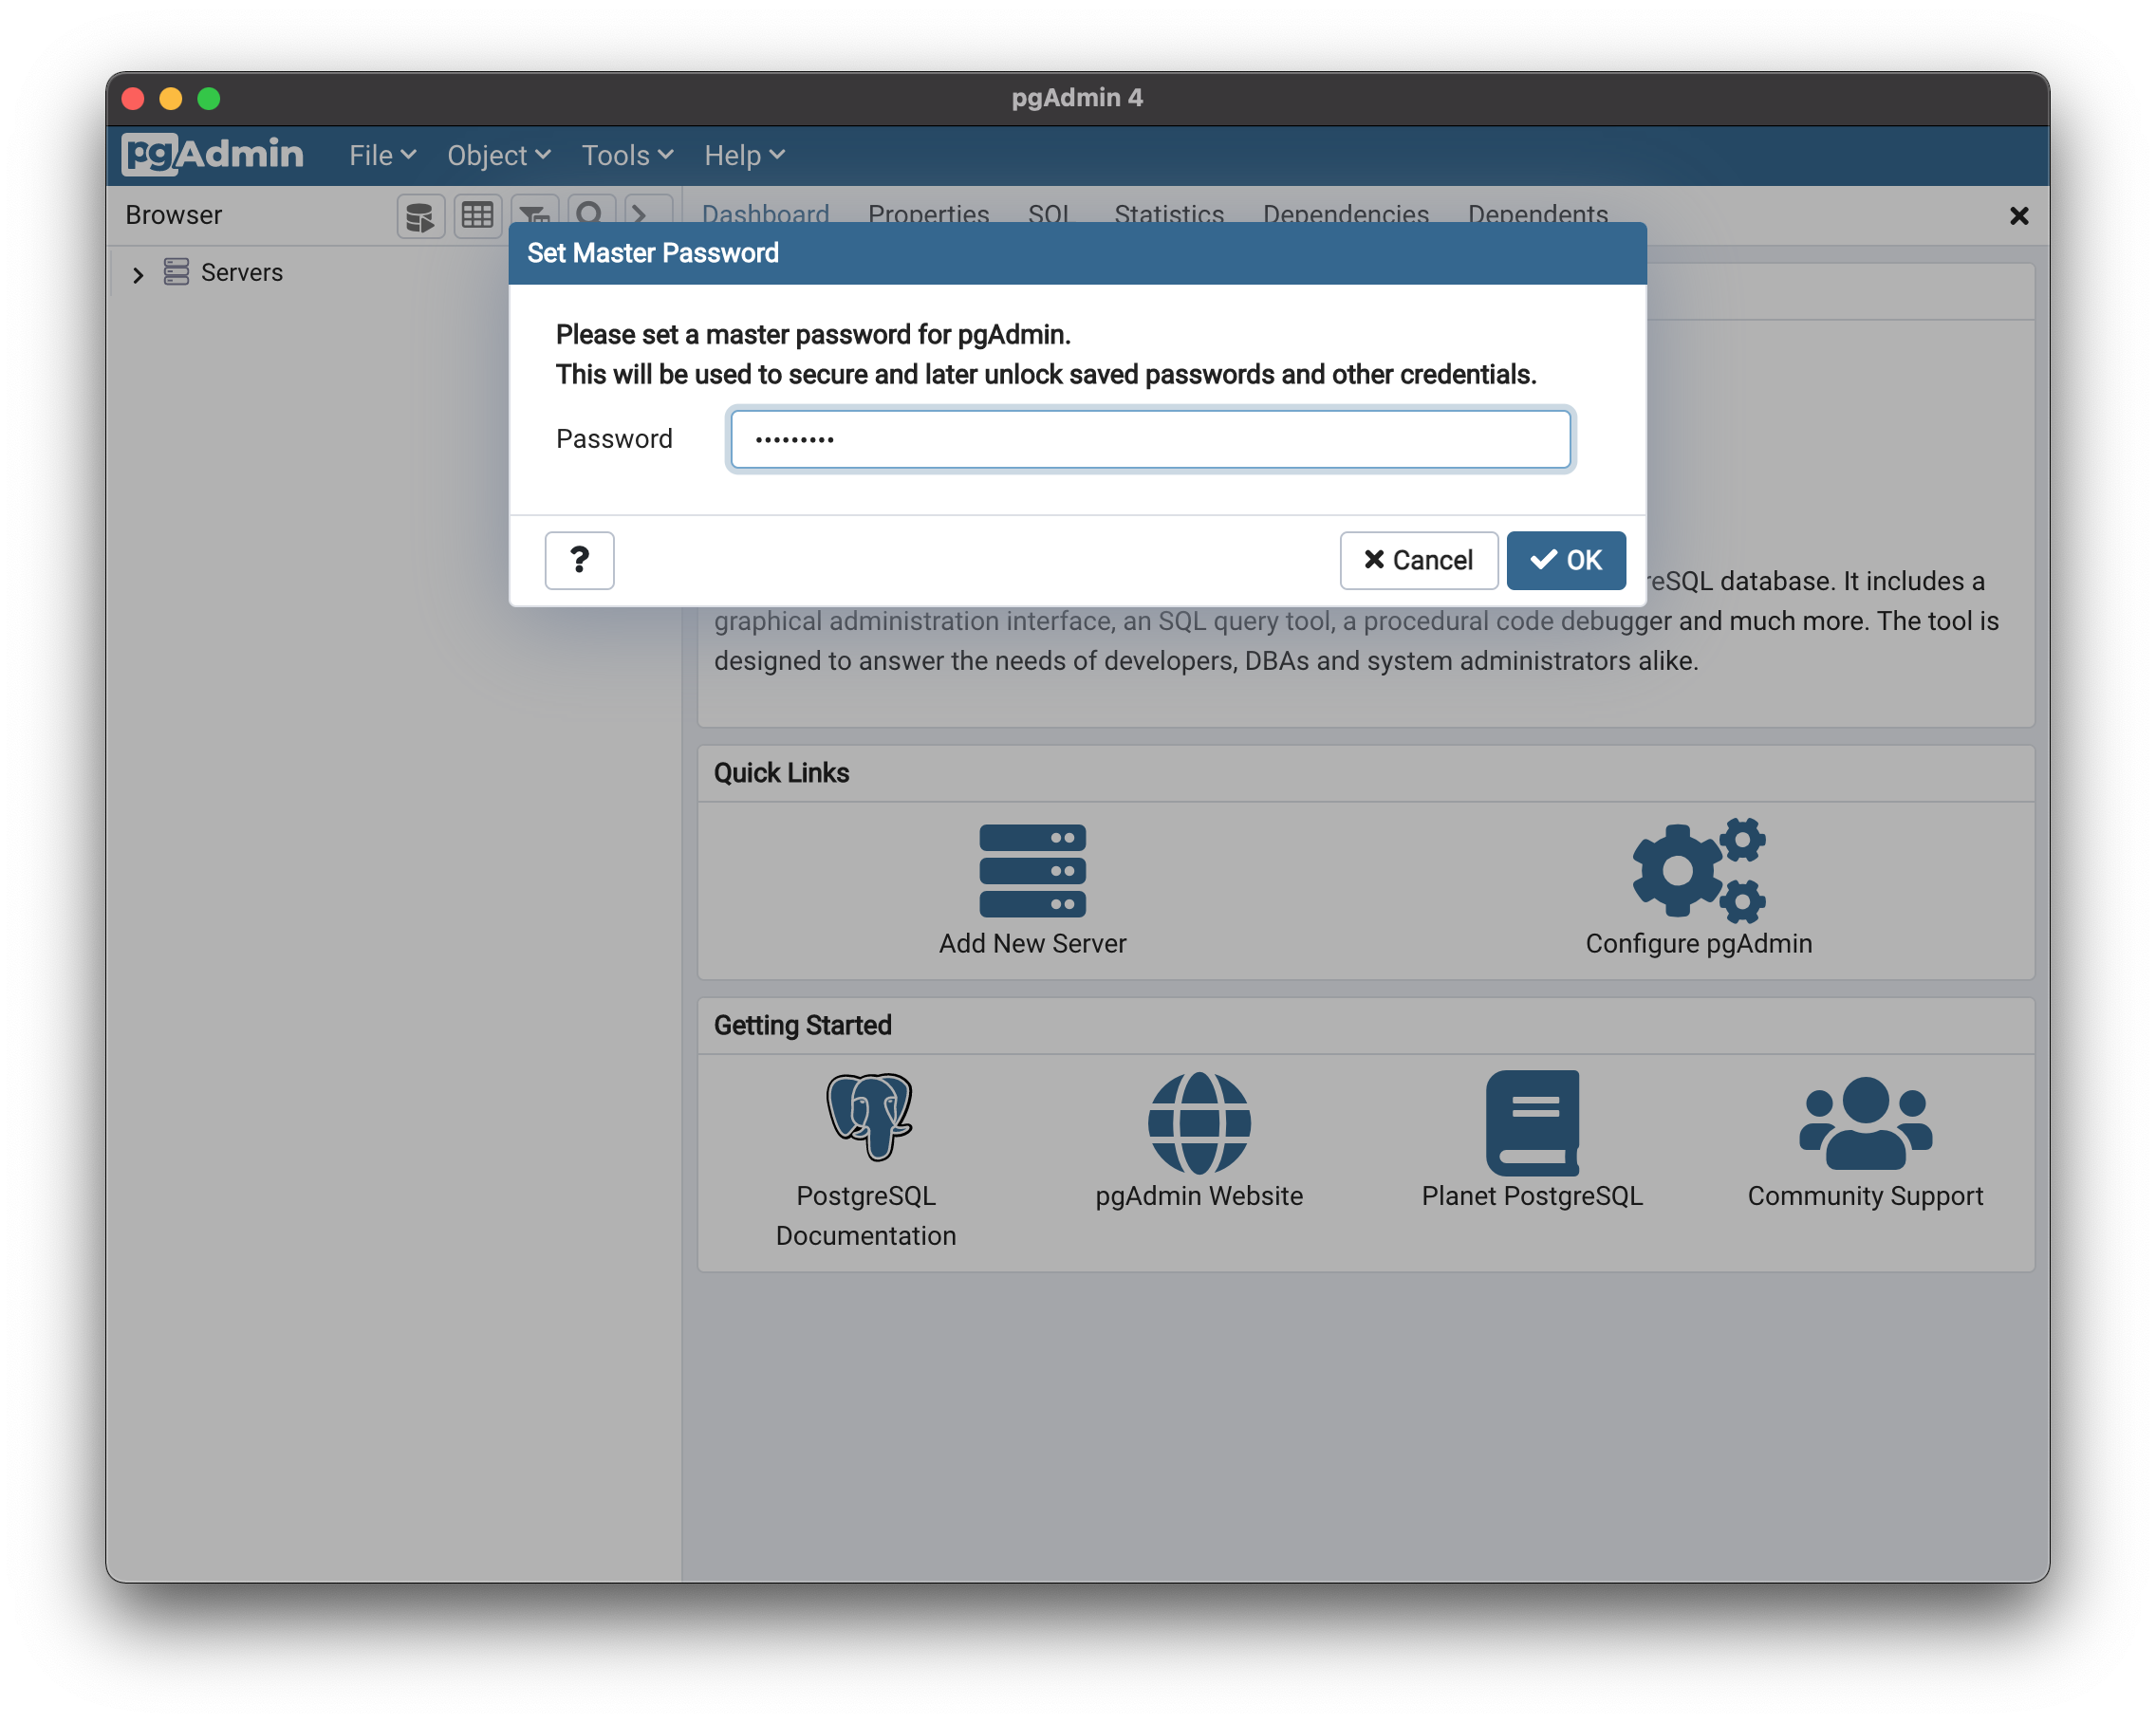 pgAdmin 4
pgAdmin File Object Tools Help
Browser
Dashboard Properties SQL Statistics Dependencies Dependents
Servers
Set Master Password
Please set a master password for pgAdmin.
This will be used to secure and later unlock saved passwords and other credentials.
Password •••••••••
? Cancel OK
eSQL database. It includes a
graphical administration interface, an SQL query tool, a procedural code debugger and much more. The tool is
designed to answer the needs of developers, DBAs and system administrators alike.
Quick Links
Add New Server
Configure pgAdmin
Getting Started
PostgreSQL
Documentation
pgAdmin Website
Planet PostgreSQL
Community Support